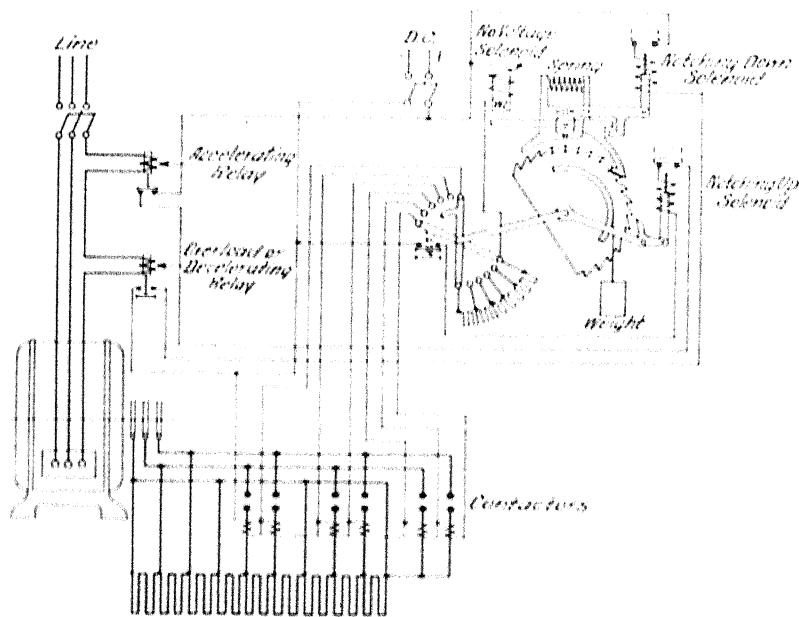 Line
D.C.
No Voltage
Solenoid
Spring
Notching Down
Solenoid
Accelerating
Relay
Notching Up
Solenoid
Overload or
Decelerating
Relay
Weight
Contactors